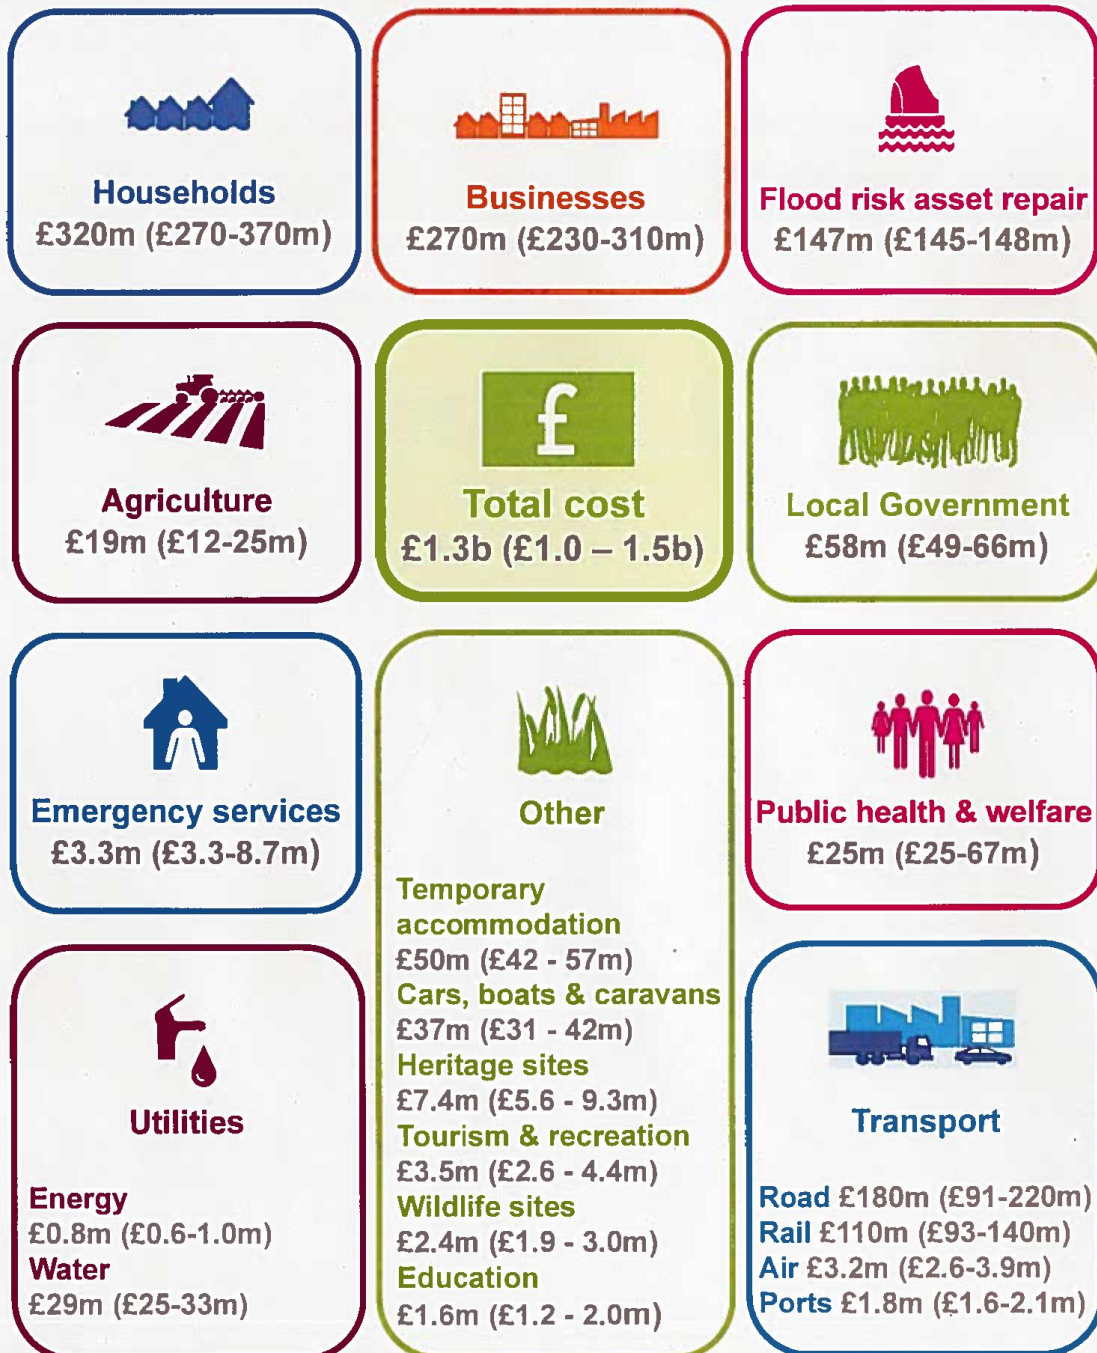 Households
£320m (£270-370m)
Businesses
£270m (£230-310m)
Flood risk asset repair
£147m (£145-148m)
Agriculture
£19m (£12-25m)
£
Total cost
£1.3b (£1.0 – 1.5b)
Local Government
£58m (£49-66m)
Emergency services
£3.3m (£3.3-8.7m)
Other
Temporary
accommodation
£50m (£42 - 57m)
Cars, boats & caravans
£37m (£31 - 42m)
Heritage sites
£7.4m (£5.6 - 9.3m)
Tourism & recreation
£3.5m (£2.6 - 4.4m)
Wildlife sites
£2.4m (£1.9 - 3.0m)
Education
£1.6m (£1.2 - 2.0m)
Public health & welfare
£25m (£25-67m)
Utilities
Energy
£0.8m (£0.6-1.0m)
Water
£29m (£25-33m)
Transport
Road £180m (£91-220m)
Rail £110m (£93-140m)
Air £3.2m (£2.6-3.9m)
Ports £1.8m (£1.6-2.1m)